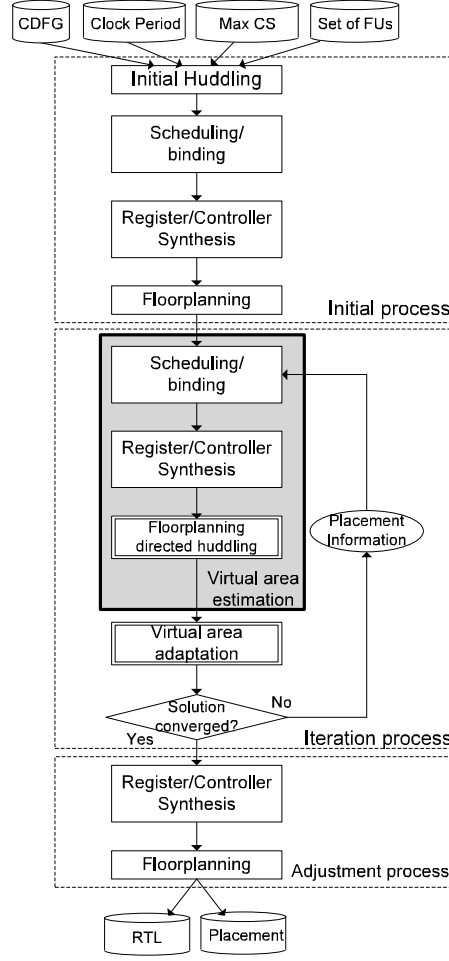 CDFG
Clock Period
Max CS
Set of FUs
Initial Huddling
Scheduling/
binding
Register/Controller
Synthesis
Floorplanning
Initial process
Scheduling/
binding
Register/Controller
Synthesis
Floorplanning
directed huddling
Placement
Information
Virtual area
estimation
Virtual area
adaptation
Solution
converged?
No
Yes
Iteration process
Register/Controller
Synthesis
Floorplanning
Adjustment process
RTL
Placement